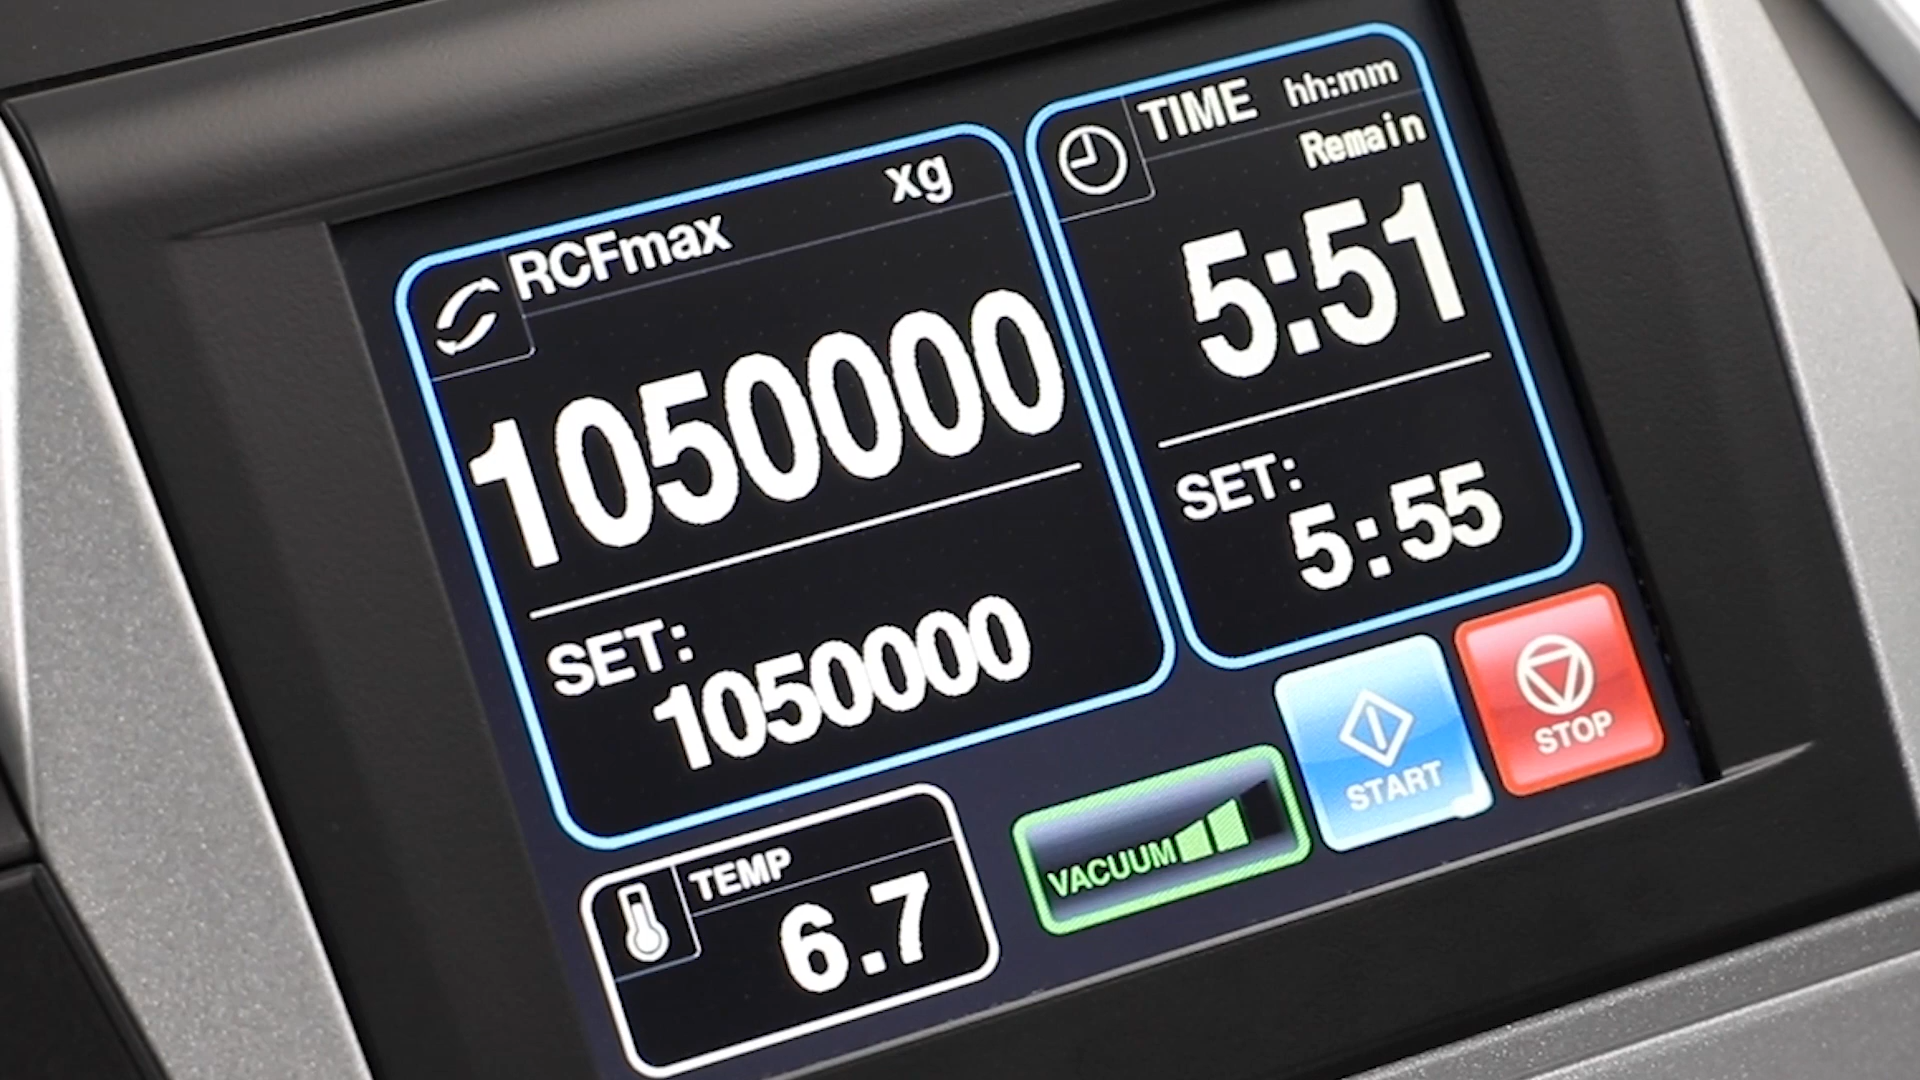 RCFmax xg
1050000
SET:
1050000
TIME hh:mm
Remain
5:51
SET:
5:55
TEMP
6.7
VACUUM
START
STOP